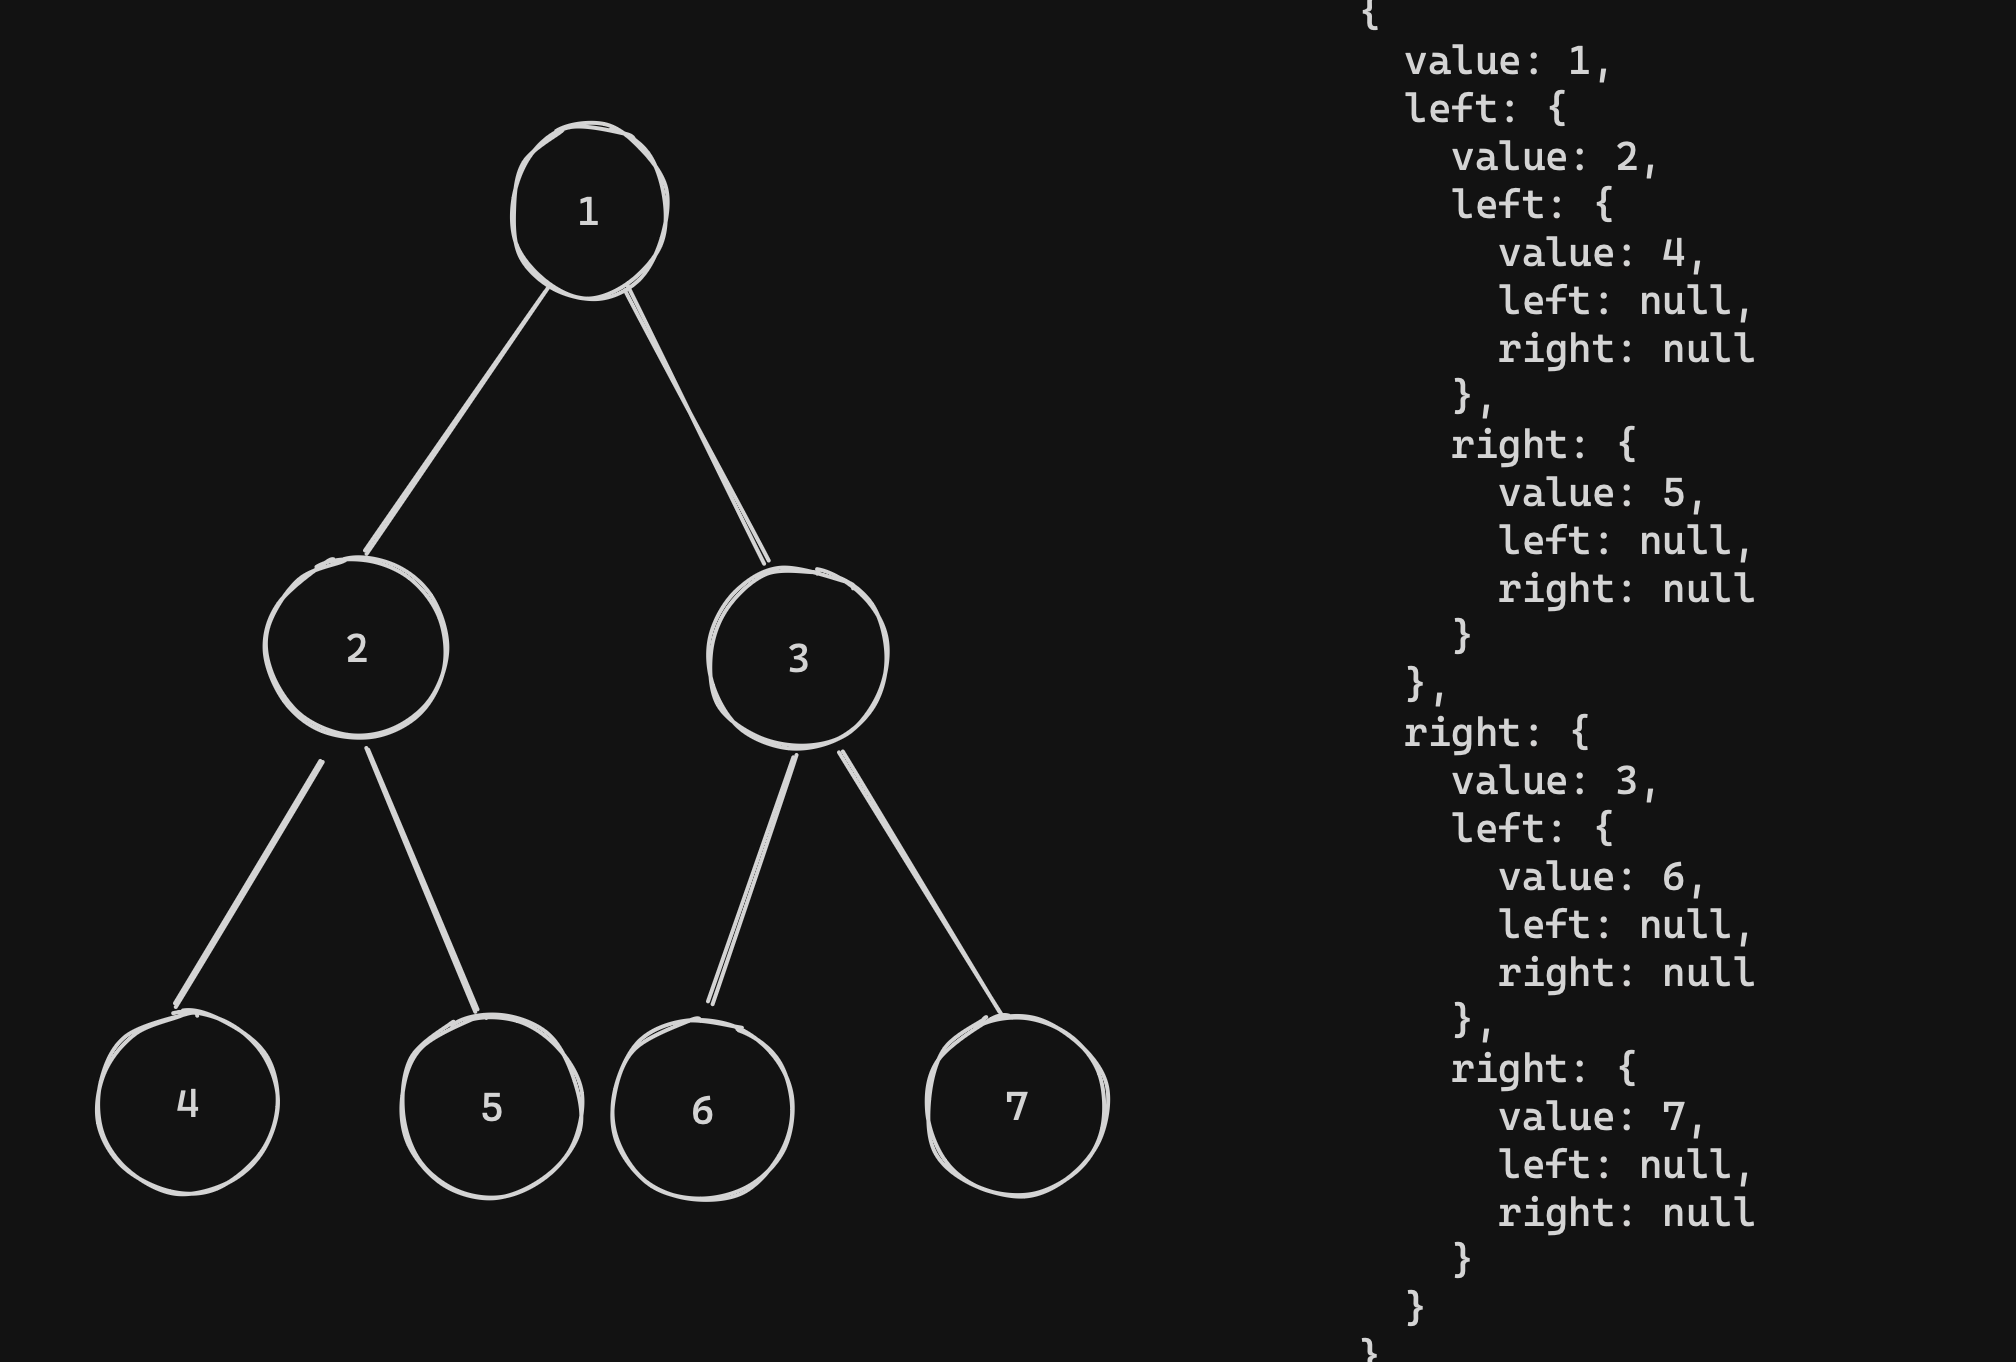 1
2
3
4
5
6
7
{
  value: 1,
  left: {
    value: 2,
    left: {
      value: 4,
      left: null,
      right: null
    },
    right: {
      value: 5,
      left: null,
      right: null
    }
  },
  right: {
    value: 3,
    left: {
      value: 6,
      left: null,
      right: null
    },
    right: {
      value: 7,
      left: null,
      right: null
    }
  }
}